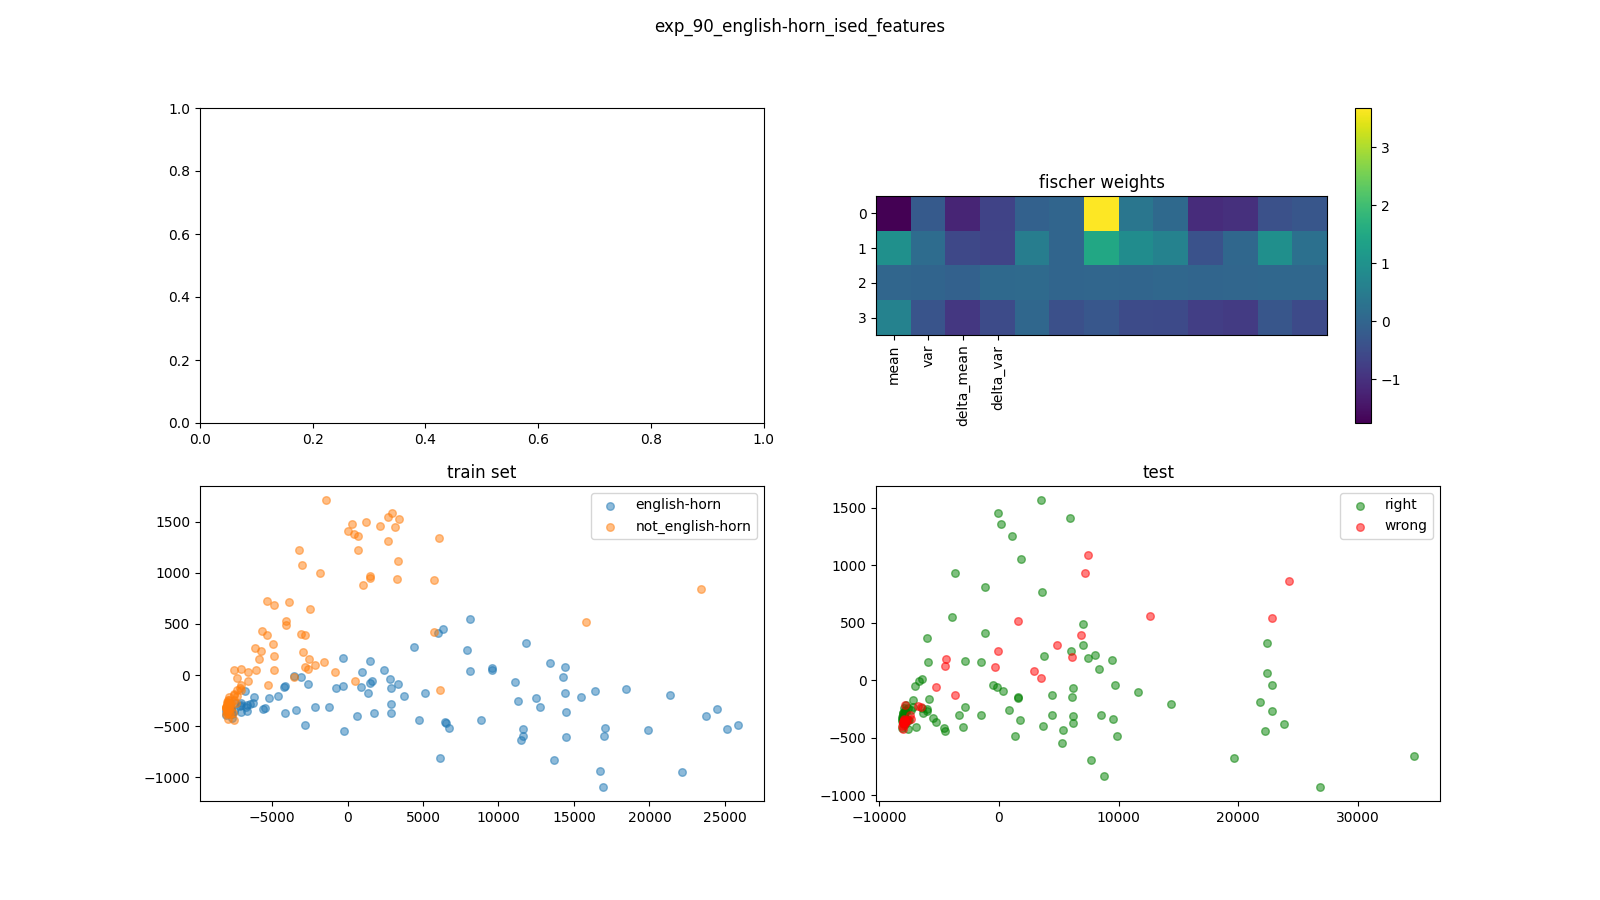 exp_90_english-horn_ised_features
1.0
0.8
0.6
0.4
0.2
0.0
0.0 0.2 0.4 0.6 0.8 1.0
fischer weights
0
1
2
3
mean var delta_mean delta_var
3
2
1
0
−1
train set
english-horn
not_english-horn
1500
1000
500
0
−500
−1000
−5000 0 5000 10000 15000 20000 25000
test
right
wrong
1500
1000
500
0
−500
−1000
−10000 0 10000 20000 30000